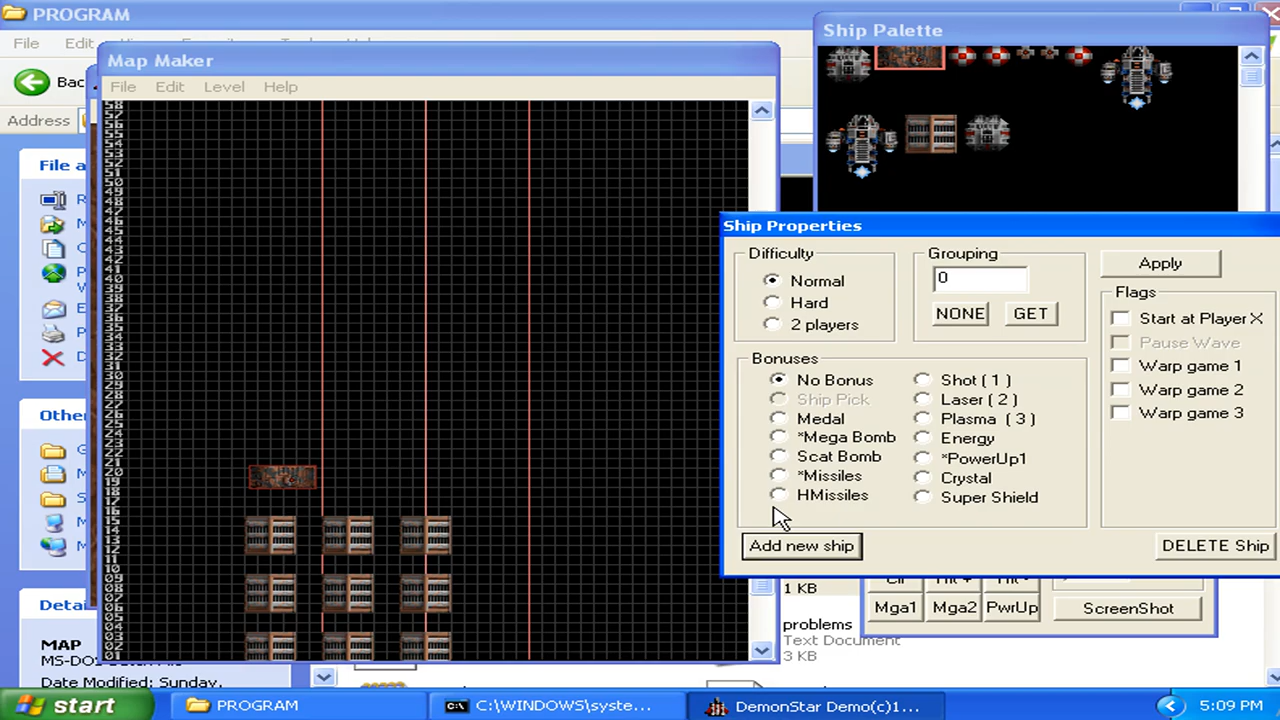 PROGRAM
File Edit
Back
Address
File a
Other
Detai
MAP
MS-DOS
Date Modified: Sunday,
Map Maker
File Edit Level Help
58
57
56
55
54
53
52
51
50
49
48
47
46
45
44
43
42
41
40
39
38
37
36
35
34
33
32
31
30
29
28
27
26
25
24
23
22
21
20
19
18
17
16
15
14
13
12
11
10
09
08
07
06
05
04
03
02
01
Ship Palette
Ship Properties
Difficulty
Normal
Hard
2 players
Grouping
0
NONE GET
Apply
Flags
Start at Player X
Pause Wave
Warp game 1
Warp game 2
Warp game 3
Bonuses
No Bonus
Ship Pick
Medal
*Mega Bomb
Scat Bomb
*Missiles
HMissiles
Shot ( 1 )
Laser ( 2 )
Plasma ( 3 )
Energy
*PowerUp1
Crystal
Super Shield
Add new ship
DELETE Ship
1 KB
problems
Text Document
3 KB
Mga1 Mga2 PwrUp
ScreenShot
start
PROGRAM
C:\WINDOWS\syste...
DemonStar Demo(c)1...
5:09 PM